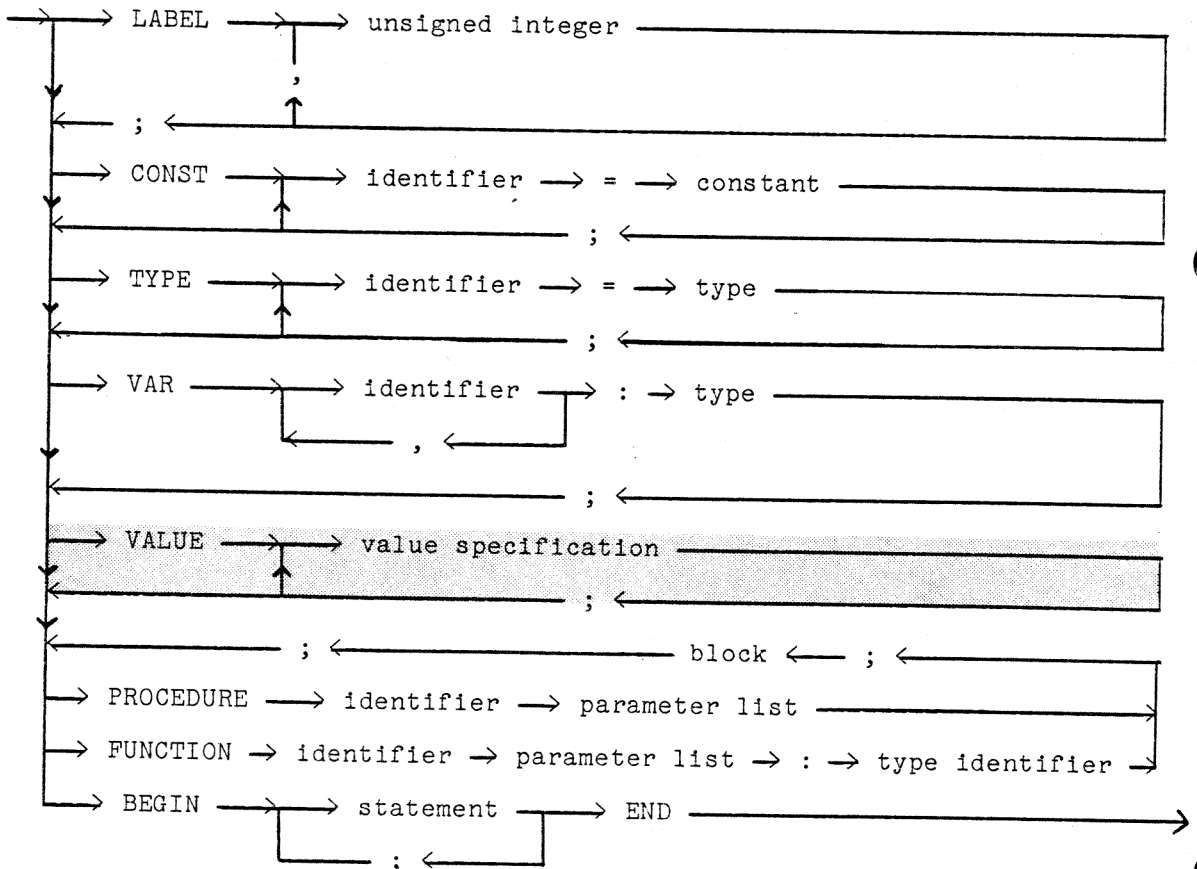 LABEL unsigned integer
,
;
CONST identifier = constant
;
TYPE identifier = type
;
VAR identifier : type
,
;
VALUE value specification
;
; block ;
PROCEDURE identifier parameter list
FUNCTION identifier parameter list : type identifier
BEGIN statement END
;